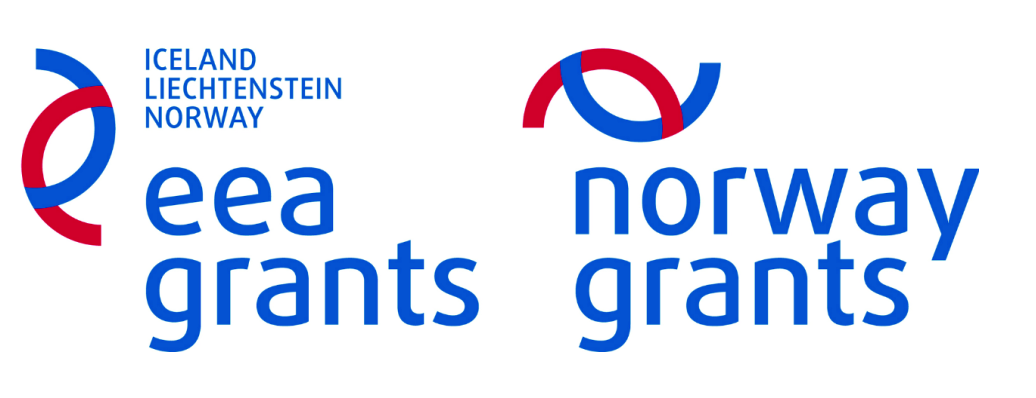 ICELAND
LIECHTENSTEIN
NORWAY
eea
grants
norway
grants